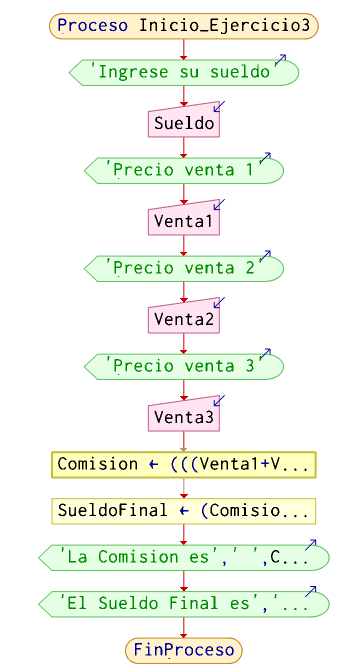 Proceso Inicio_Ejercicio3
'Ingrese su sueldo'
Sueldo
'Precio venta 1'
Venta1
'Precio venta 2'
Venta2
'Precio venta 3'
Venta3
Comision ← (((Venta1+V...
SueldoFinal ← (Comisio...
'La Comision es',' ',C...
'El Sueldo Final es','...
FinProceso